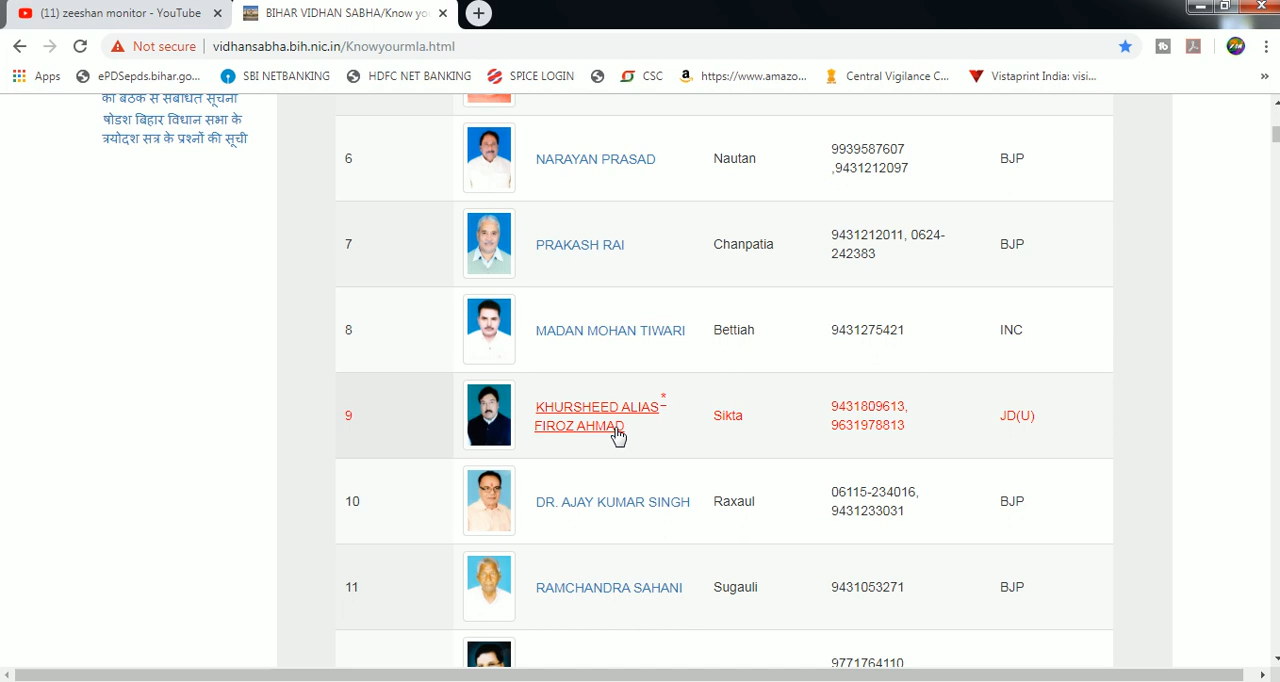 (11) zeeshan monitor - YouTube
BIHAR VIDHAN SABHA/Know yo
Not secure
vidhansabha.bih.nic.in/Knowyourmla.html
Apps
ePDSepds.bihar.go...
SBI NETBANKING
HDFC NET BANKING
SPICE LOGIN
CSC
https://www.amazo...
Central Vigilance C...
Vistaprint India: visi...
»
की बैठक से संबंधित सूचना
षोडश बिहार विधान सभा के
त्रयोदश सत्र के प्रश्नों की सूची
6 NARAYAN PRASAD Nautan 9939587607 BJP
,9431212097
7 PRAKASH RAI Chanpatia 9431212011, 0624- BJP
242383
8 MADAN MOHAN TIWARI Bettiah 9431275421 INC
9 KHURSHEED ALIAS * Sikta 9431809613, JD(U)
FIROZ AHMAD 9631978813
10 DR. AJAY KUMAR SINGH Raxaul 06115-234016, BJP
9431233031
11 RAMCHANDRA SAHANI Sugauli 9431053271 BJP
9771764110